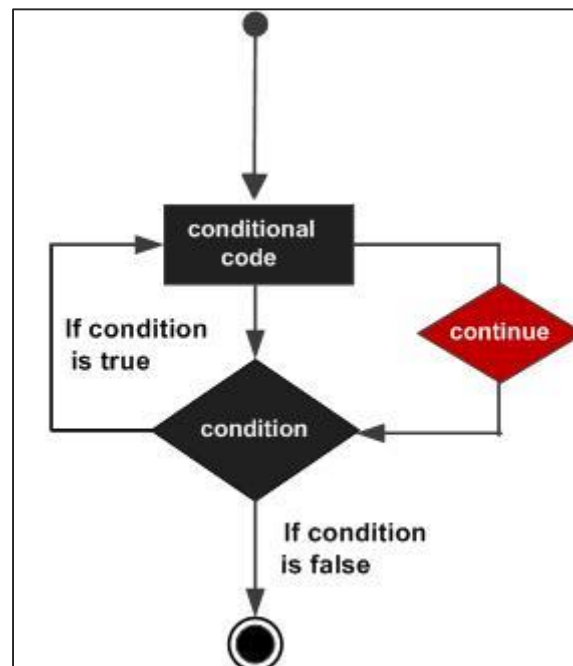 conditional
code
If condition
is true
continue
condition
If condition
is false